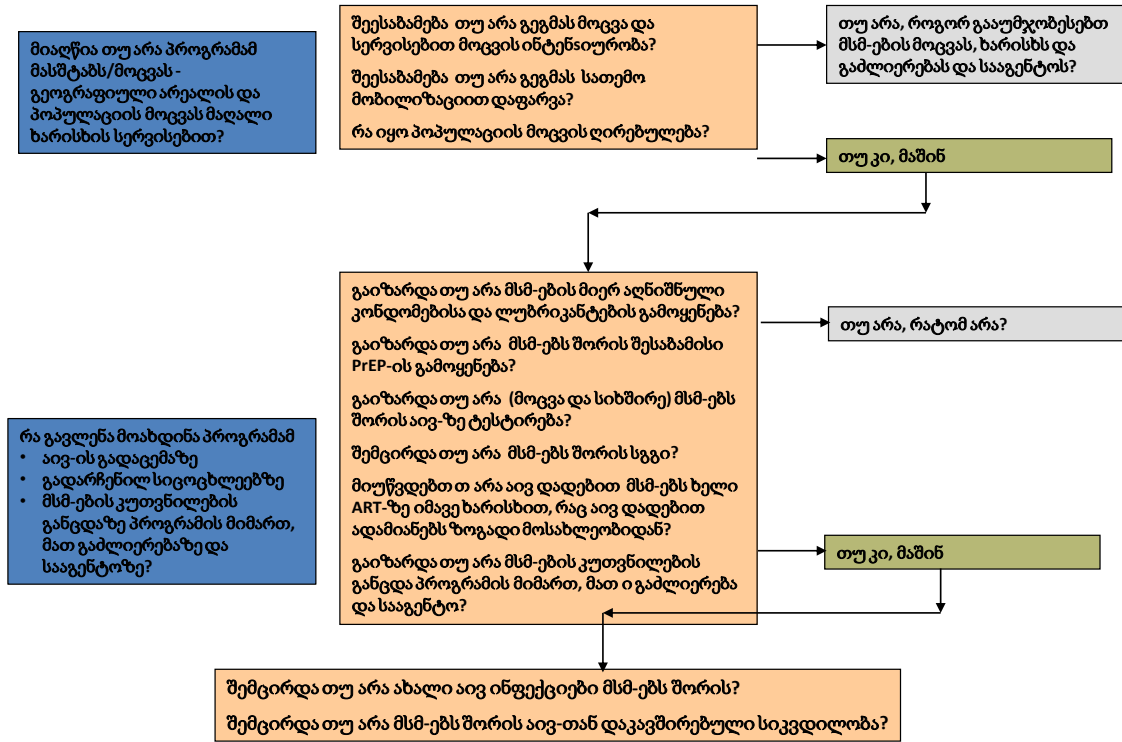 მიაღწია თუ არა პროგრამამ
მასშტაბს/მოცვას -
გეოგრაფიული არეალის და
პოპულაციის მოცვას მაღალი
ხარისხის სერვისებით?
შეესაბამება თუ არა გეგმას მოცვა და
სერვისებით მოცვის ინტენსიურობა?
შეესაბამება თუ არა გეგმას სათემო
მობილიზაციით დაფარვა?
რა იყო პოპულაციის მოცვის ღირებულება?
თუ არა, როგორ გააუმჯობესებთ
მსმ-ების მოცვას, ხარისხს და
გაძლიერებას და სააგენტოს?
თუ კი, მაშინ
გაიზარდა თუ არა მსმ-ების მიერ აღნიშნული
კონდომებისა და ლუბრიკანტების გამოყენება?
გაიზარდა თუ არა მსმ-ებს შორის შესაბამისი
PrEP-ის გამოყენება?
გაიზარდა თუ არა (მოცვა და სიხშირე) მსმ-ებს
შორის აივ-ზე ტესტირება?
შემცირდა თუ არა მსმ-ებს შორის სგგი?
მიუწვდებთ თ არა აივ დადებით მსმ-ებს ხელი
ART-ზე იმავე ხარისხით, რაც აივ დადებით
ადამიანებს ზოგადი მოსახლეობიდან?
გაიზარდა თუ არა მსმ-ების კუთვნილების
განცდა პროგრამის მიმართ, მათ ი გაძლიერება
და სააგენტო?
თუ არა, რატომ არა?
რა გავლენა მოახდინა პროგრამამ
• აივ-ის გადაცემაზე
• გადარჩენილ სიცოცხლეებზე
• მსმ-ების კუთვნილების
განცდაზე პროგრამის მიმართ,
მათ გაძლიერებაზე და
სააგენტოზე?
თუ კი, მაშინ
შემცირდა თუ არა ახალი აივ ინფექციები მსმ-ებს შორის?
შემცირდა თუ არა მსმ-ებს შორის აივ-თან დაკავშირებული სიკვდილობა?